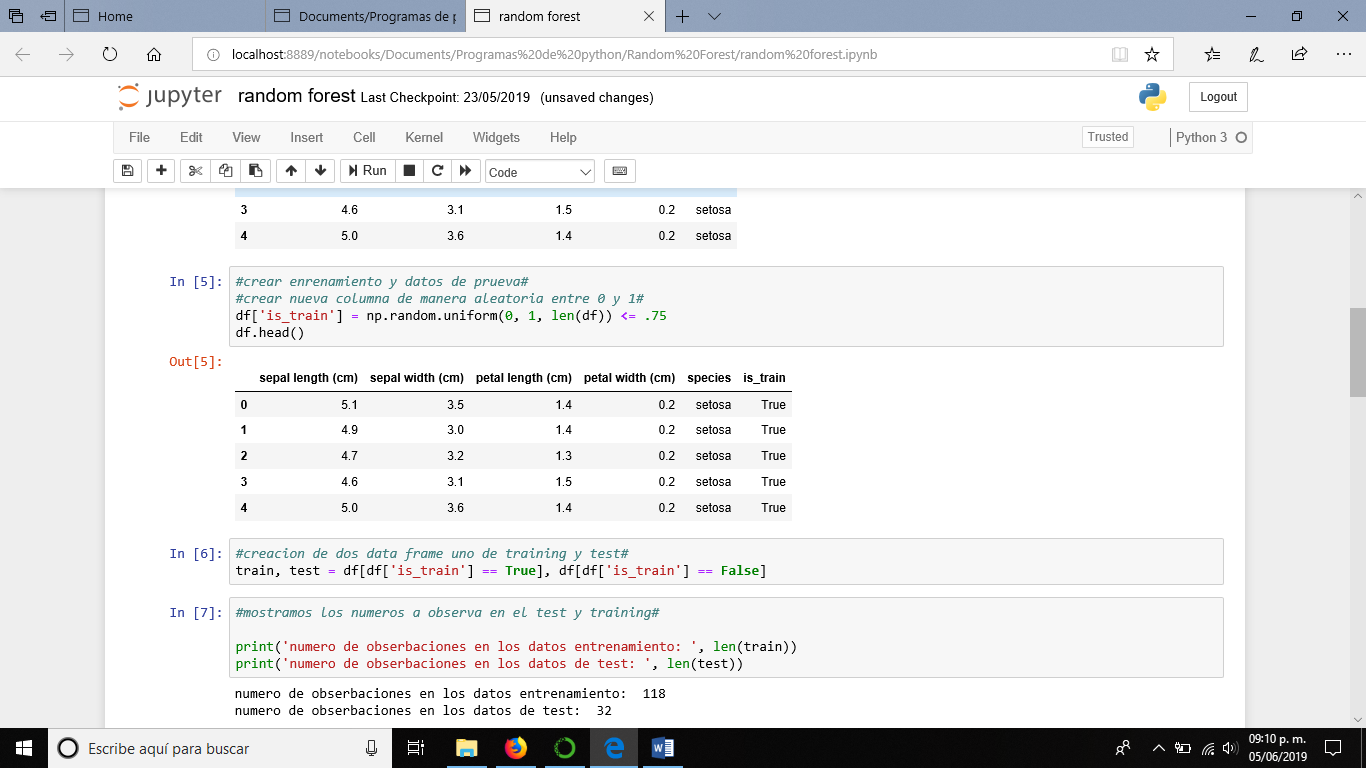 Home
Documents/Programas de p
random forest
localhost:8889/notebooks/Documents/Programas%20de%20python/Random%20Forest/random%20forest.ipynb
jupyter random forest Last Checkpoint: 23/05/2019 (unsaved changes)
Logout
File Edit View Insert Cell Kernel Widgets Help
Trusted
Python 3
Run
Code
3 4.6 3.1 1.5 0.2 setosa
4 5.0 3.6 1.4 0.2 setosa
In [5]:
#crear enrenamiento y datos de prueva#
#crear nueva columna de manera aleatoria entre 0 y 1#
df['is_train'] = np.random.uniform(0, 1, len(df)) <= .75
df.head()
Out[5]:
sepal length (cm) sepal width (cm) petal length (cm) petal width (cm) species is_train
0 5.1 3.5 1.4 0.2 setosa True
1 4.9 3.0 1.4 0.2 setosa True
2 4.7 3.2 1.3 0.2 setosa True
3 4.6 3.1 1.5 0.2 setosa True
4 5.0 3.6 1.4 0.2 setosa True
In [6]:
#creacion de dos data frame uno de training y test#
train, test = df[df['is_train'] == True], df[df['is_train'] == False]
In [7]:
#mostramos los numeros a observa en el test y training#
print('numero de obserbaciones en los datos entrenamiento: ', len(train))
print('numero de obserbaciones en los datos de test: ', len(test))
numero de obserbaciones en los datos entrenamiento:  118
numero de obserbaciones en los datos de test:  32
Escribe aquí para buscar
09:10 p. m.
05/06/2019